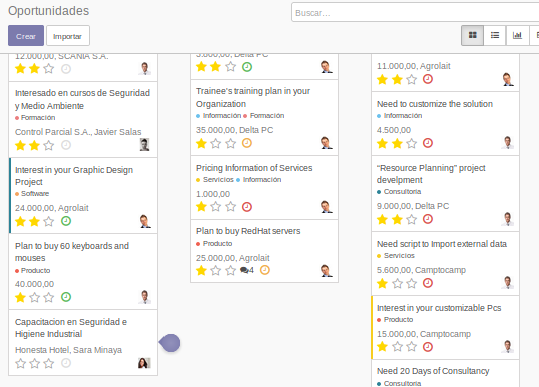 Oportunidades
Buscar...
Crear
Importar
12.000,00, SCANIA S.A.
Interesado en cursos de Seguridad
y Medio Ambiente
Formación
Control Parcial S.A., Javier Salas
Interest in your Graphic Design
Project
Software
24.000,00, Agrolait
Plan to buy 60 keyboards and
mouses
Producto
40.000,00
Capacitacion en Seguridad e
Higiene Industrial
Honesta Hotel, Sara Minaya
Delta PC
Trainee's training plan in your
Organization
Información Formación
35.000,00, Delta PC
Pricing Information of Services
Servicios Información
1.000,00
Plan to buy RedHat servers
Producto
25.000,00, Agrolait
4
11.000,00, Agrolait
Need to customize the solution
Información
4.500,00
"Resource Planning" project
develpment
Consultoria
9.000,00, Delta PC
Need script to Import external data
Servicios
5.600,00, Camptocamp
Interest in your customizable Pcs
Producto
15.000,00, Camptocamp
Need 20 Days of Consultancy
Consultoria